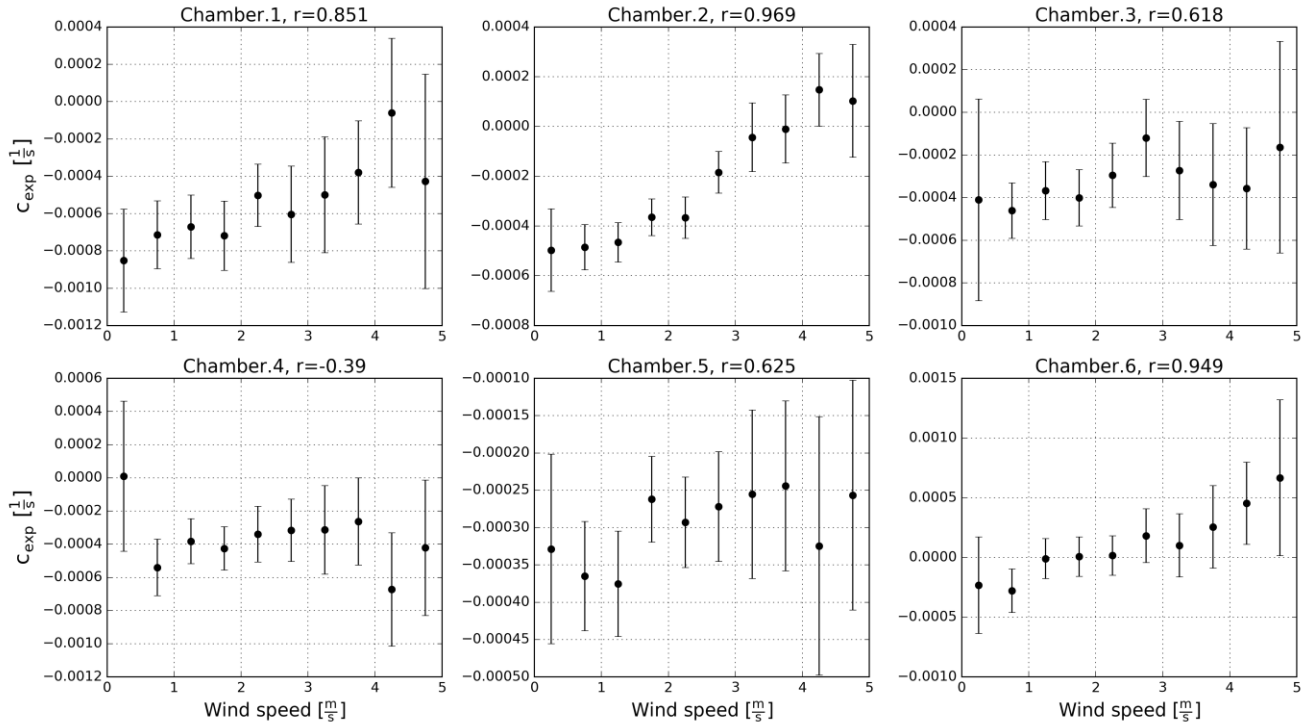 Chamber.1, r=0.851
0.0004
0.0002
0.0000
−0.0002
−0.0004
−0.0006
−0.0008
−0.0010
−0.0012
0 1 2 3 4 5
c_exp [1/s]
Chamber.2, r=0.969
0.0004
0.0002
0.0000
−0.0002
−0.0004
−0.0006
−0.0008
0 1 2 3 4 5
Chamber.3, r=0.618
0.0004
0.0002
0.0000
−0.0002
−0.0004
−0.0006
−0.0008
−0.0010
0 1 2 3 4 5
Chamber.4, r=-0.39
0.0006
0.0004
0.0002
0.0000
−0.0002
−0.0004
−0.0006
−0.0008
−0.0010
−0.0012
0 1 2 3 4 5
c_exp [1/s]
Wind speed [m/s]
Chamber.5, r=0.625
−0.00010
−0.00015
−0.00020
−0.00025
−0.00030
−0.00035
−0.00040
−0.00045
−0.00050
0 1 2 3 4 5
Wind speed [m/s]
Chamber.6, r=0.949
0.0015
0.0010
0.0005
0.0000
−0.0005
−0.0010
0 1 2 3 4 5
Wind speed [m/s]